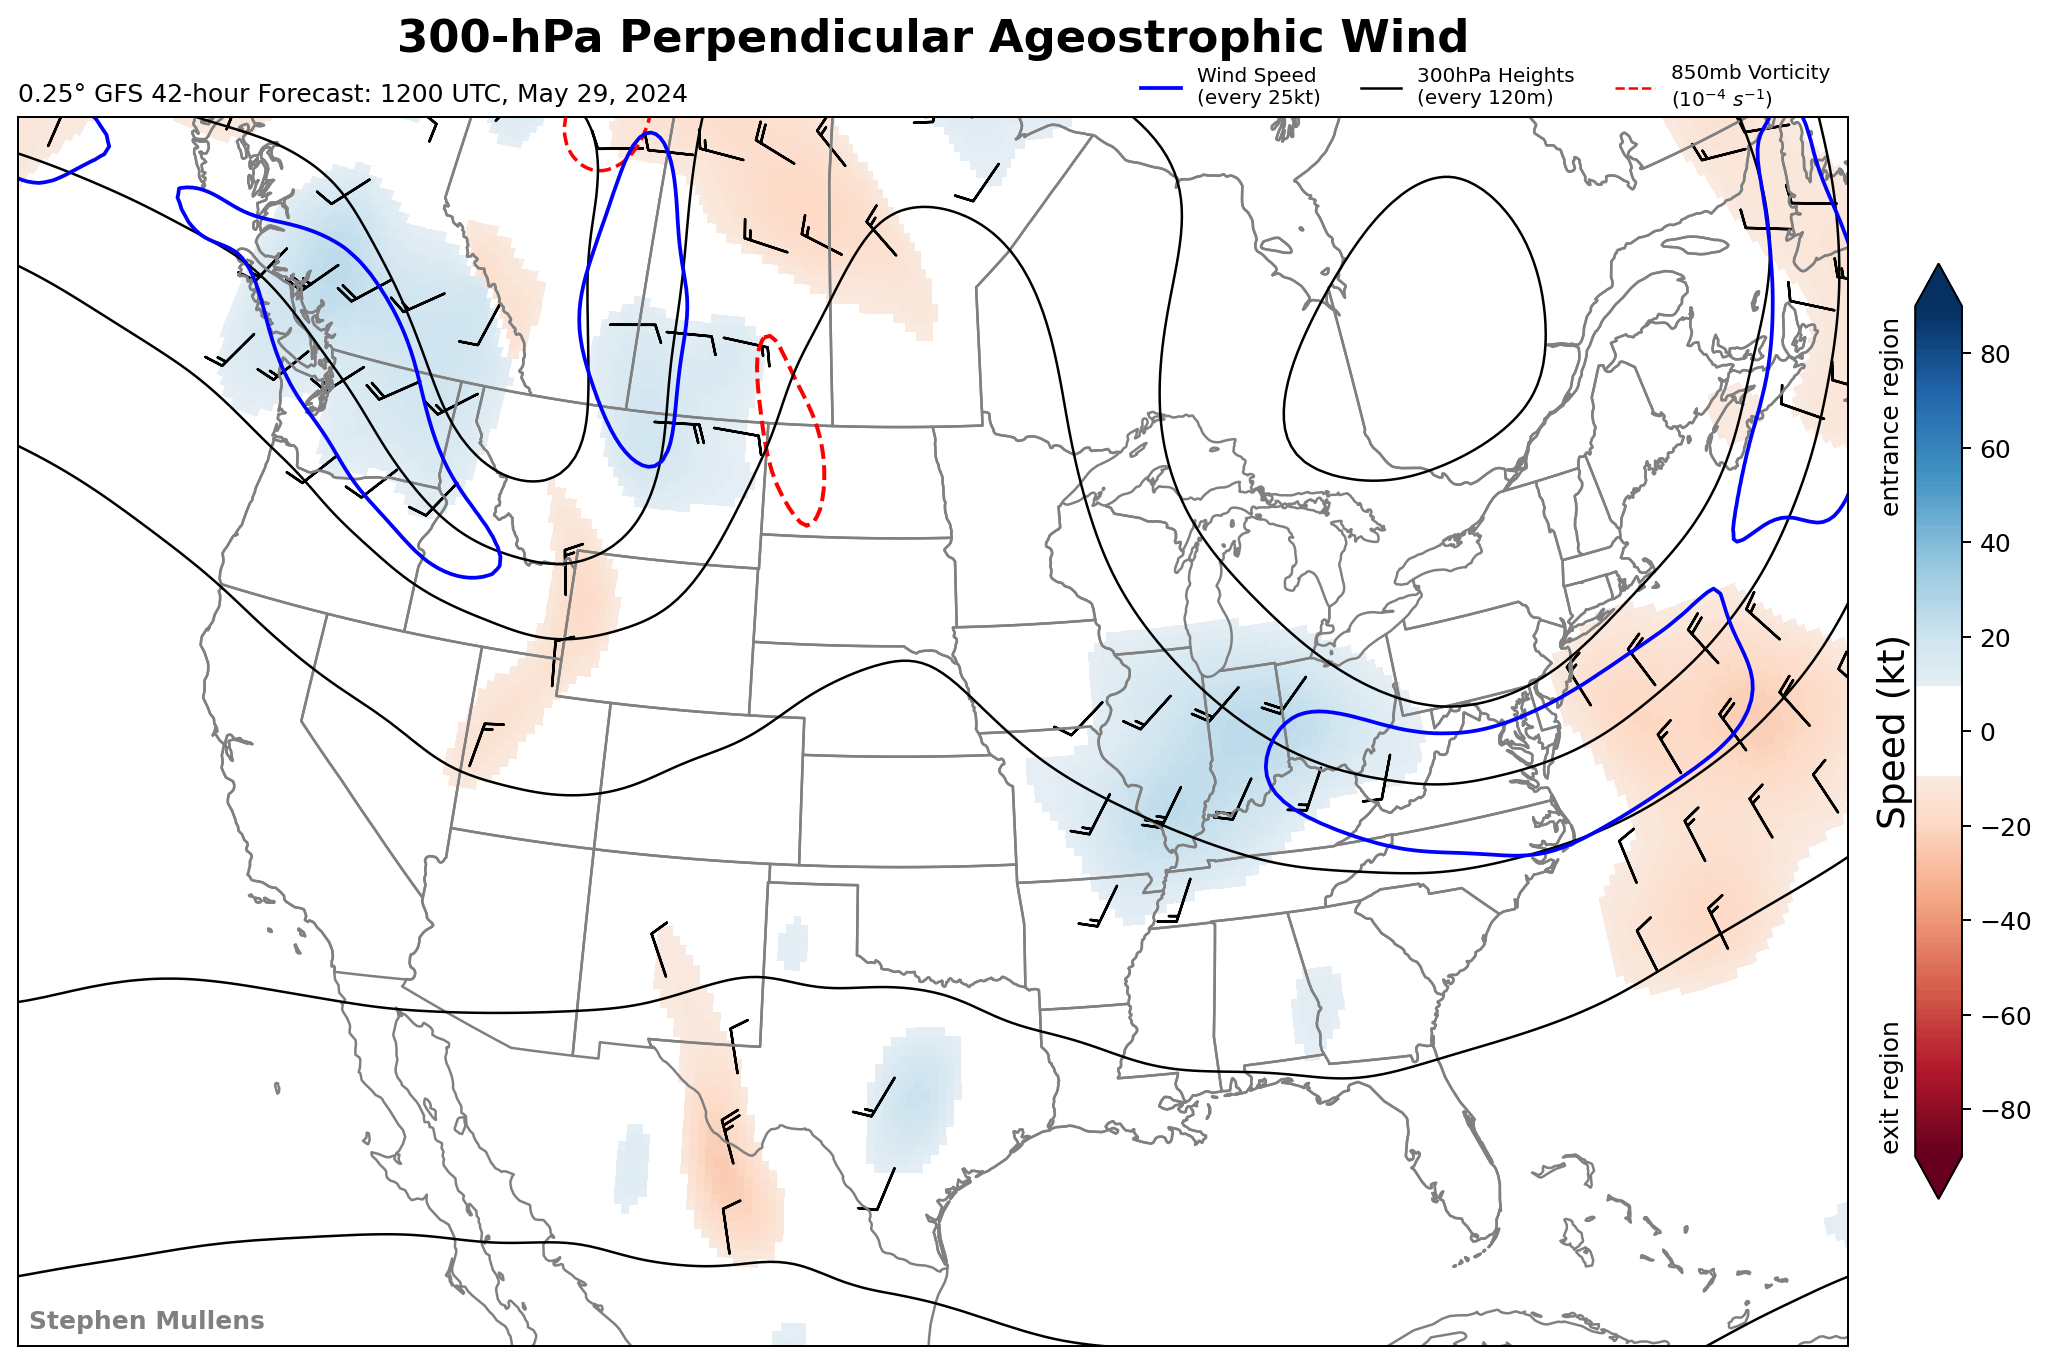 300-hPa Perpendicular Ageostrophic Wind
0.25° GFS 42-hour Forecast: 1200 UTC, May 29, 2024
Wind Speed
(every 25kt)
300hPa Heights
(every 120m)
850mb Vorticity
(10⁻⁴ s⁻¹)
entrance region
Speed (kt)
exit region
80
60
40
20
0
−20
−40
−60
−80
Stephen Mullens